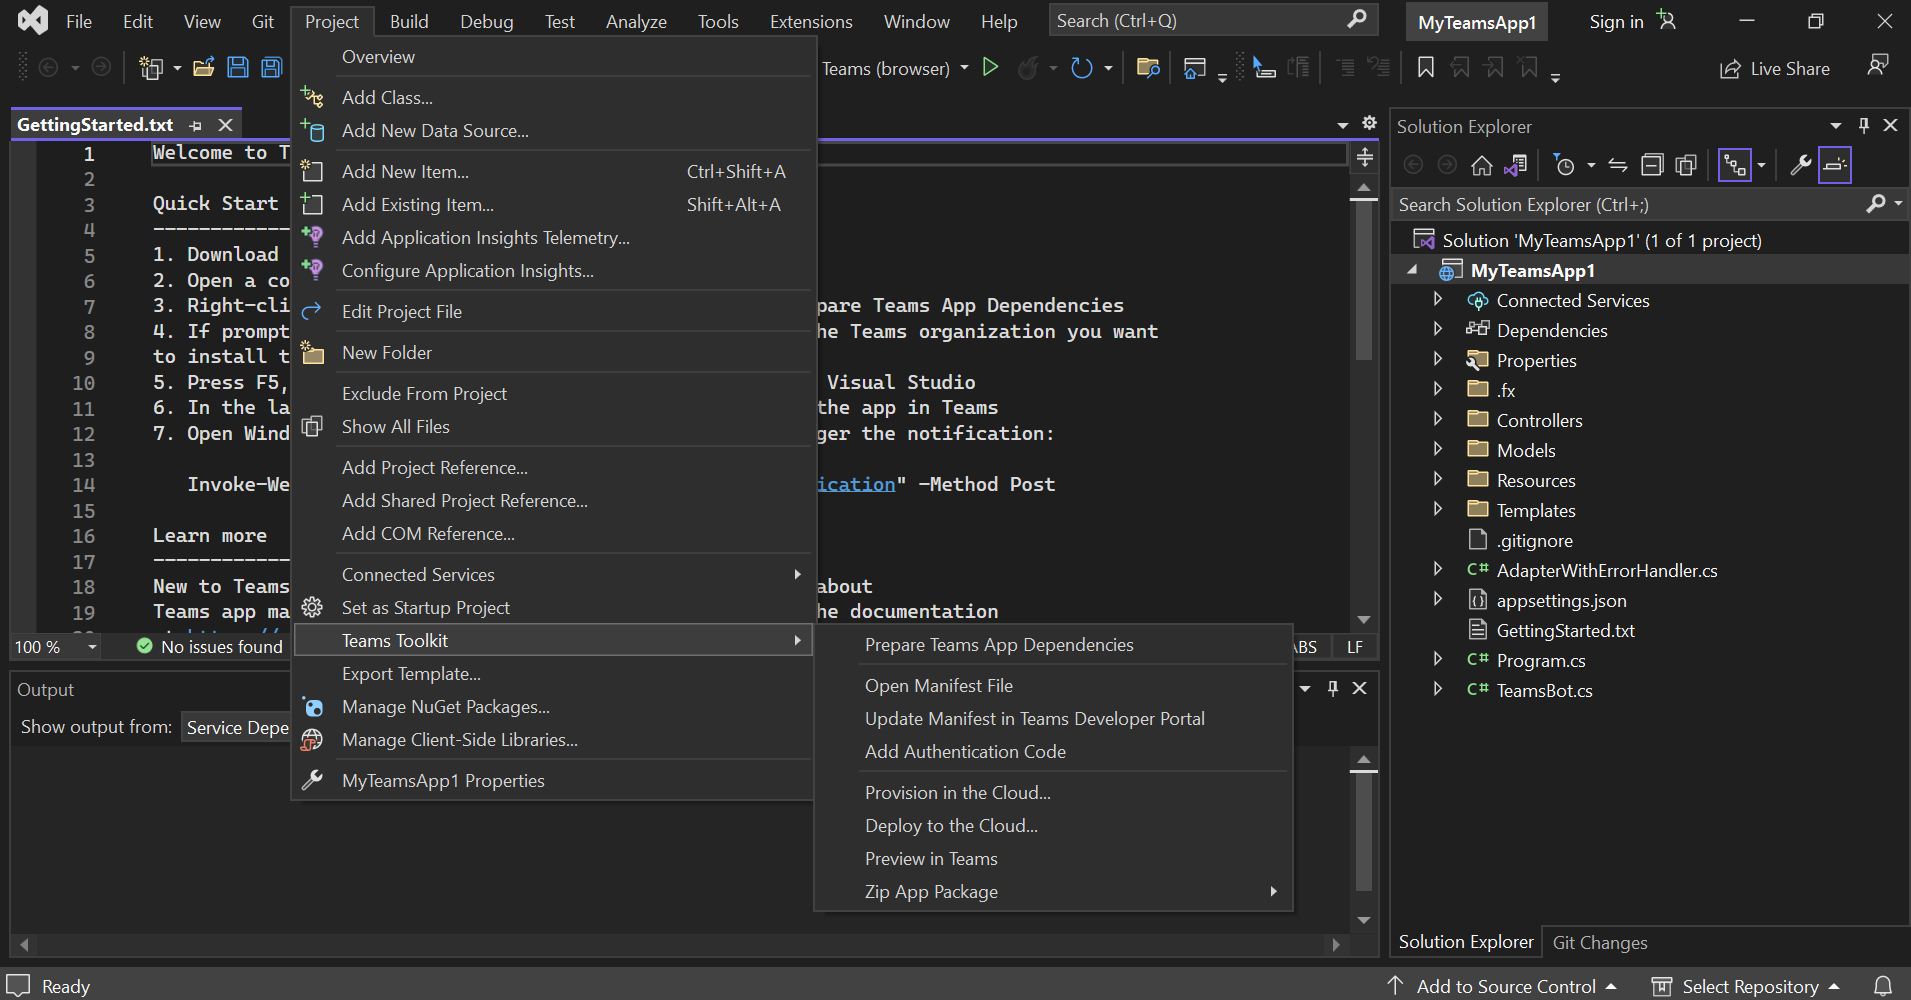 File Edit View Git Project Build Debug Test Analyze Tools Extensions Window Help Search (Ctrl+Q) MyTeamsApp1 Sign in
Teams (browser) Live Share
GettingStarted.txt
1 Welcome to T
2
3 Quick Start
4 ------------
5 1. Download
6 2. Open a co
7 3. Right-cli pare Teams App Dependencies
8 4. If prompt he Teams organization you want
9 to install t
10 5. Press F5, Visual Studio
11 6. In the la the app in Teams
12 7. Open Wind ger the notification:
13
14 Invoke-We ication" -Method Post
15
16 Learn more
17 ------------
18 New to Teams about
19 Teams app ma he documentation
100 % No issues found ABS LF
Overview
Add Class...
Add New Data Source...
Add New Item... Ctrl+Shift+A
Add Existing Item... Shift+Alt+A
Add Application Insights Telemetry...
Configure Application Insights...
Edit Project File
New Folder
Exclude From Project
Show All Files
Add Project Reference...
Add Shared Project Reference...
Add COM Reference...
Connected Services
Set as Startup Project
Teams Toolkit
Export Template...
Manage NuGet Packages...
Manage Client-Side Libraries...
MyTeamsApp1 Properties
Prepare Teams App Dependencies
Open Manifest File
Update Manifest in Teams Developer Portal
Add Authentication Code
Provision in the Cloud...
Deploy to the Cloud...
Preview in Teams
Zip App Package
Output
Show output from: Service Depe
Solution Explorer
Search Solution Explorer (Ctrl+;)
Solution 'MyTeamsApp1' (1 of 1 project)
MyTeamsApp1
Connected Services
Dependencies
Properties
.fx
Controllers
Models
Resources
Templates
.gitignore
C# AdapterWithErrorHandler.cs
appsettings.json
GettingStarted.txt
C# Program.cs
C# TeamsBot.cs
Solution Explorer Git Changes
Ready Add to Source Control Select Repository